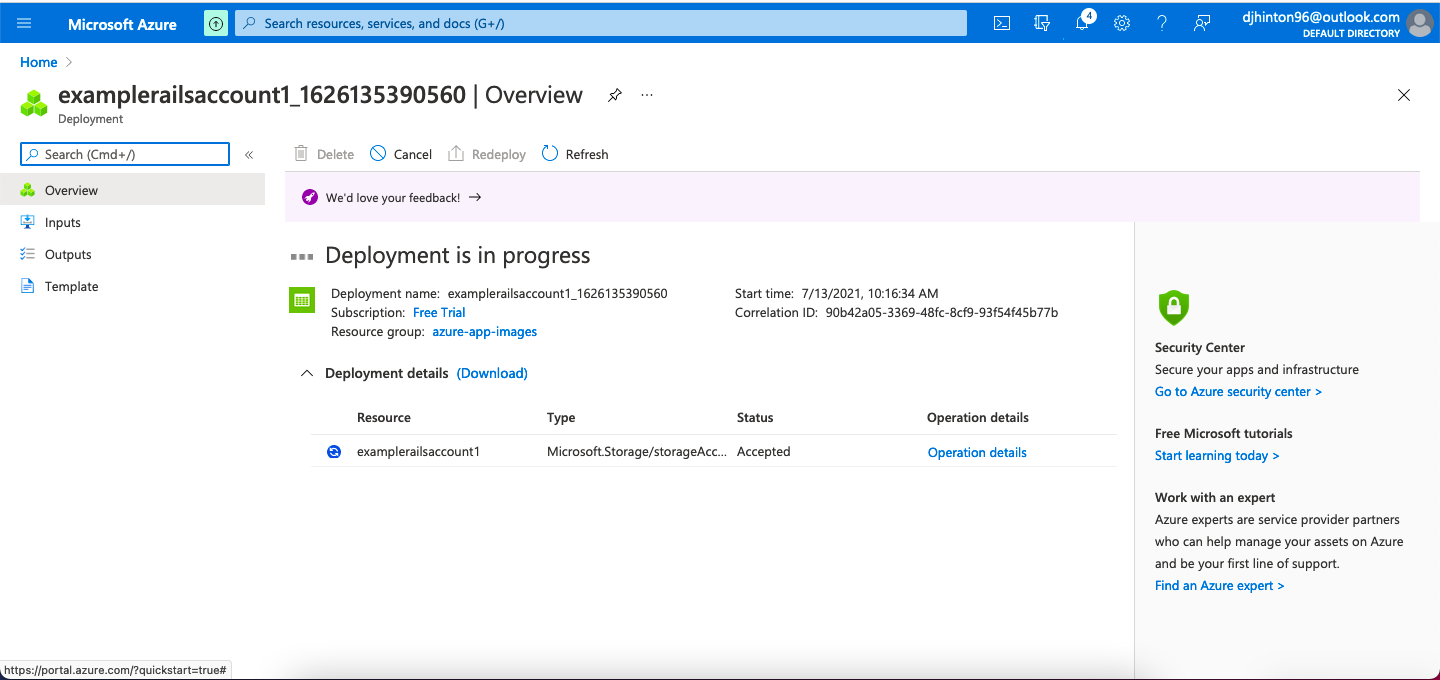 Microsoft Azure
Search resources, services, and docs (G+/)
4
djhinton96@outlook.com
DEFAULT DIRECTORY
Home
examplerailsaccount1_1626135390560 | Overview
...
Deployment
Search (Cmd+/)
«
Delete
Cancel
Redeploy
Refresh
Overview
Inputs
Outputs
Template
We'd love your feedback! →
Deployment is in progress
Deployment name: examplerailsaccount1_1626135390560
Subscription: Free Trial
Resource group: azure-app-images
Start time: 7/13/2021, 10:16:34 AM
Correlation ID: 90b42a05-3369-48fc-8cf9-93f54f45b77b
Deployment details (Download)
Resource Type Status Operation details
examplerailsaccount1 Microsoft.Storage/storageAcc... Accepted Operation details
Security Center
Secure your apps and infrastructure
Go to Azure security center >
Free Microsoft tutorials
Start learning today >
Work with an expert
Azure experts are service provider partners
who can help manage your assets on Azure
and be your first line of support.
Find an Azure expert >
https://portal.azure.com/?quickstart=true#